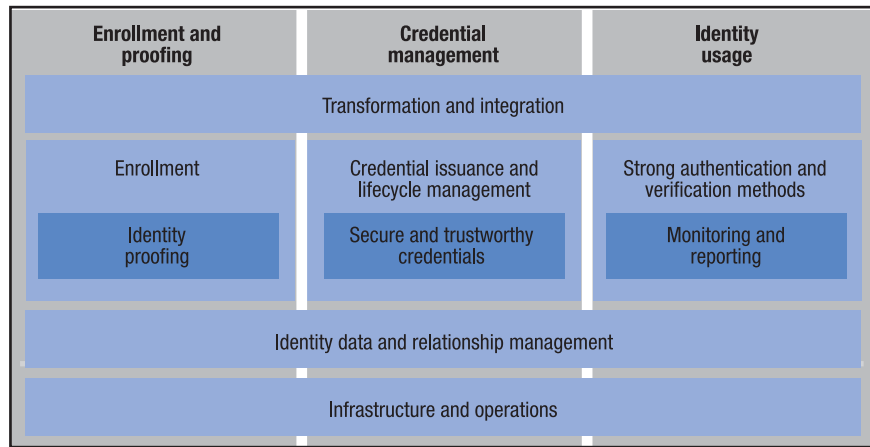 Enrollment and
proofing
Credential
management
Identity
usage
Transformation and integration
Enrollment
Credential issuance and
lifecycle management
Strong authentication and
verification methods
Identity
proofing
Secure and trustworthy
credentials
Monitoring and
reporting
Identity data and relationship management
Infrastructure and operations